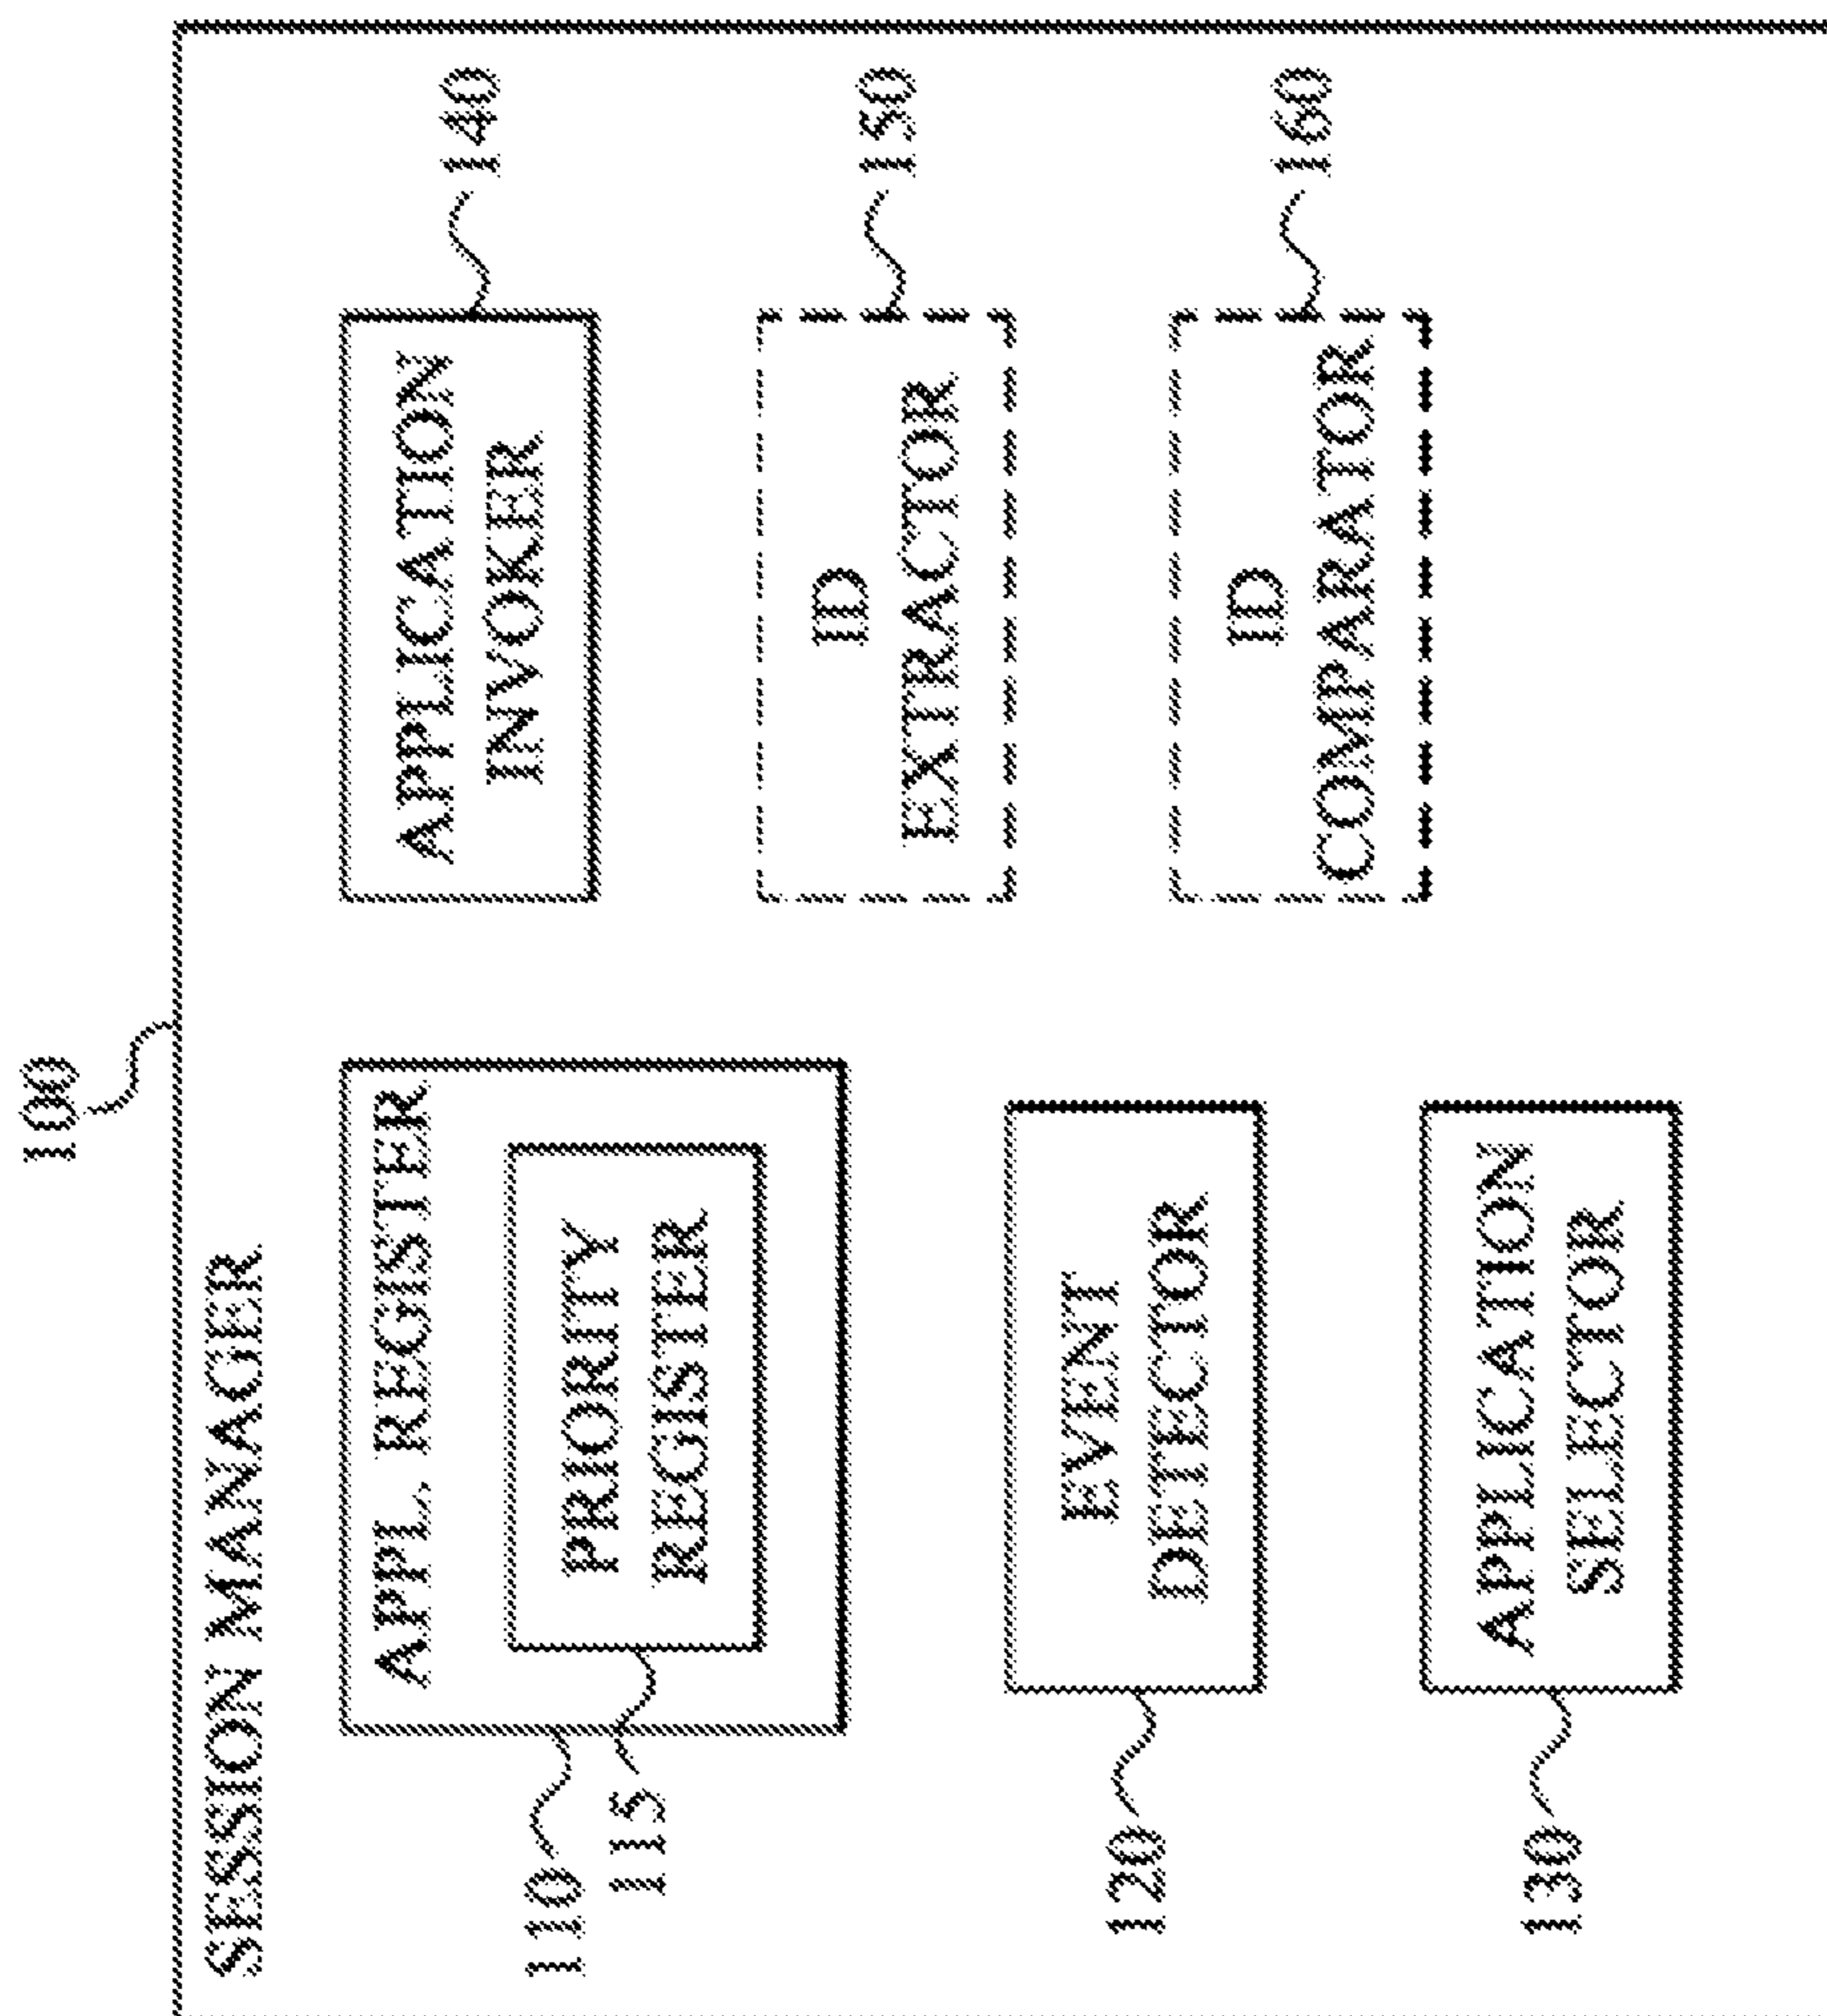 100
SESSION MANAGER
APPL. REGISTER
PRIORITY
REGISTER
110
115
EVENT
DETECTOR
120
APPLICATION
SELECTOR
130
APPLICATION
INVOKER
140
ID
EXTRACTOR
150
ID
COMPARATOR
160